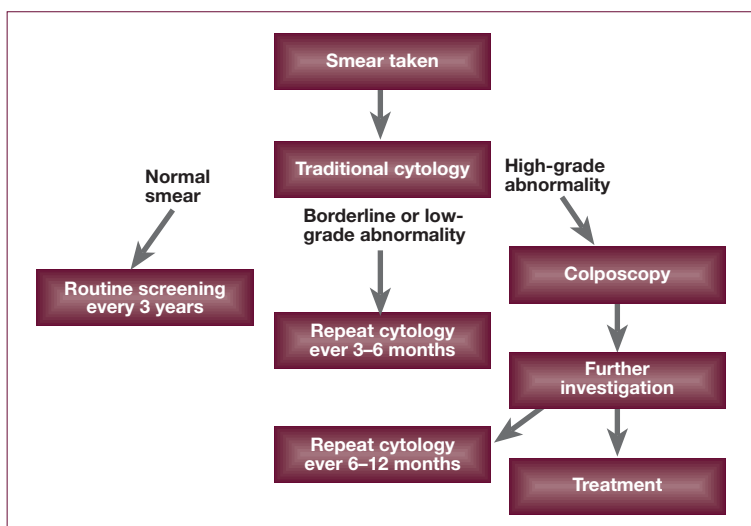 Smear taken
Traditional cytology
Normal
smear
High-grade
abnormality
Borderline or low-
grade abnormality
Routine screening
every 3 years
Colposcopy
Repeat cytology
ever 3–6 months
Further
investigation
Repeat cytology
ever 6–12 months
Treatment